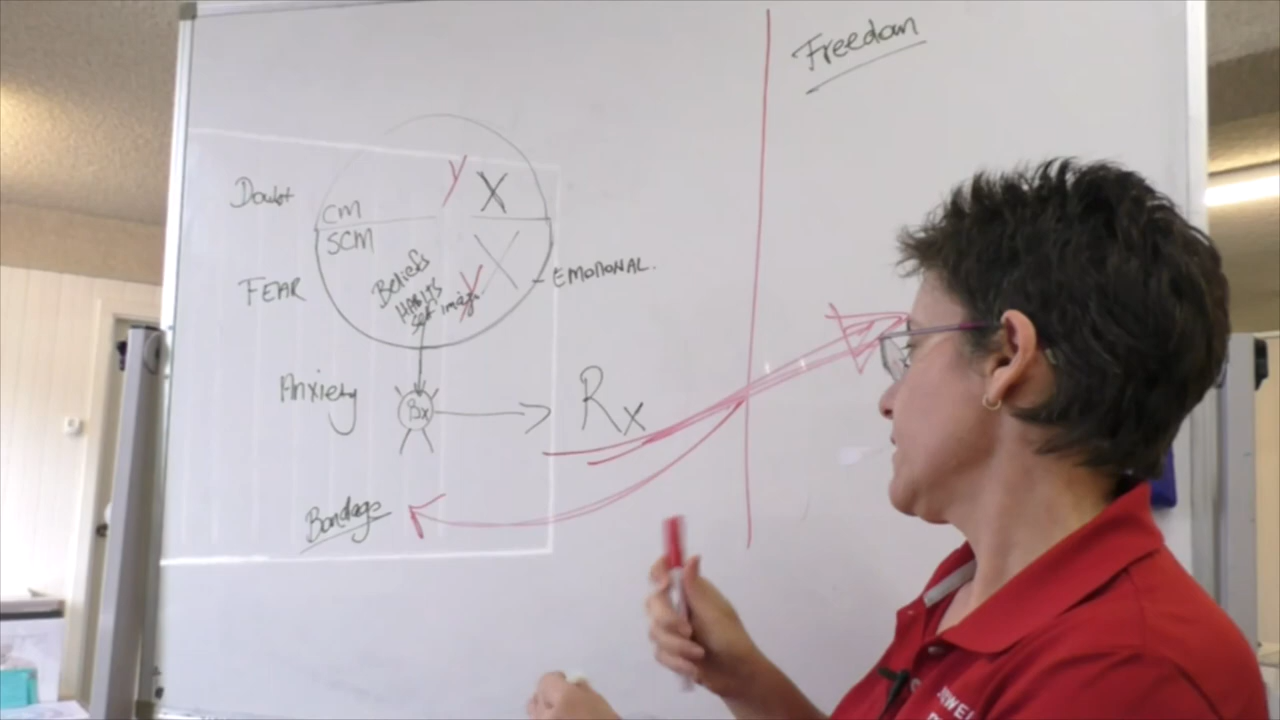 Freedom
Doubt
CM
y
X
SCM
FEAR
Beliefs
HABITS
Self image
y
X
- EMOTIONAL.
Anxiety
Bx
Rx
Bondage